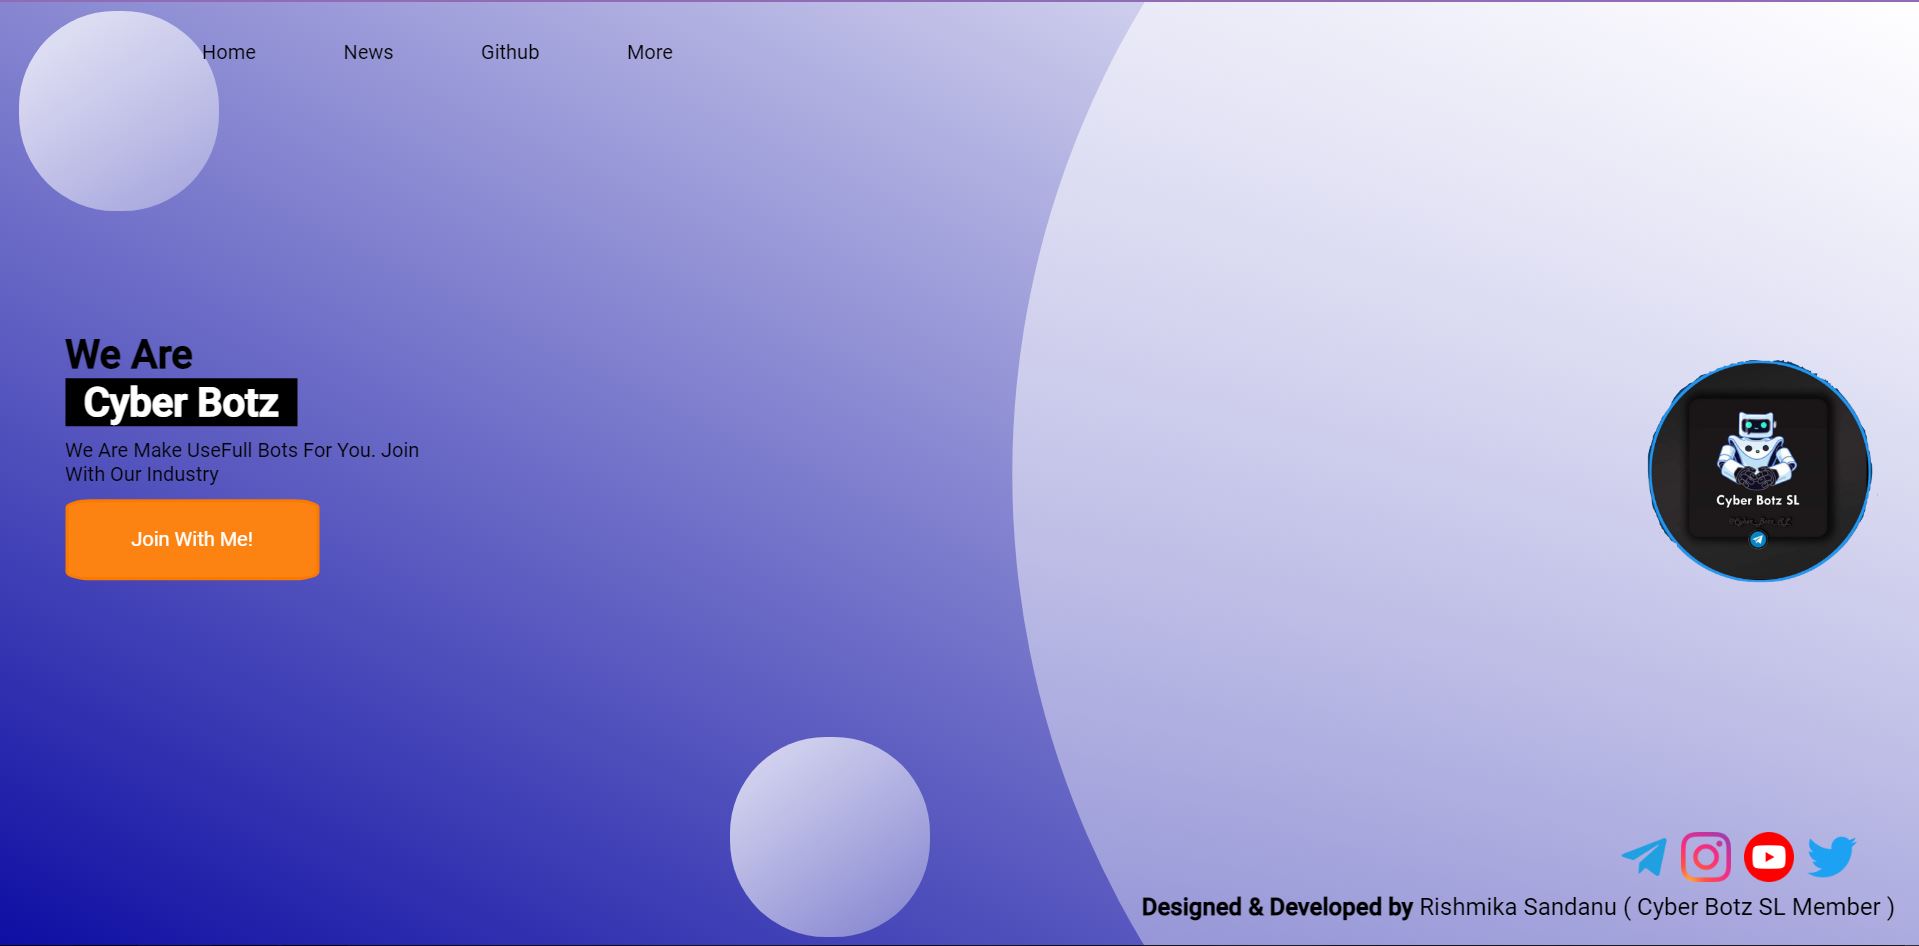 Home News Github More
We Are
Cyber Botz
We Are Make UseFull Bots For You. Join
With Our Industry
Join With Me!
Cyber Botz SL
Designed & Developed by Rishmika Sandanu ( Cyber Botz SL Member )